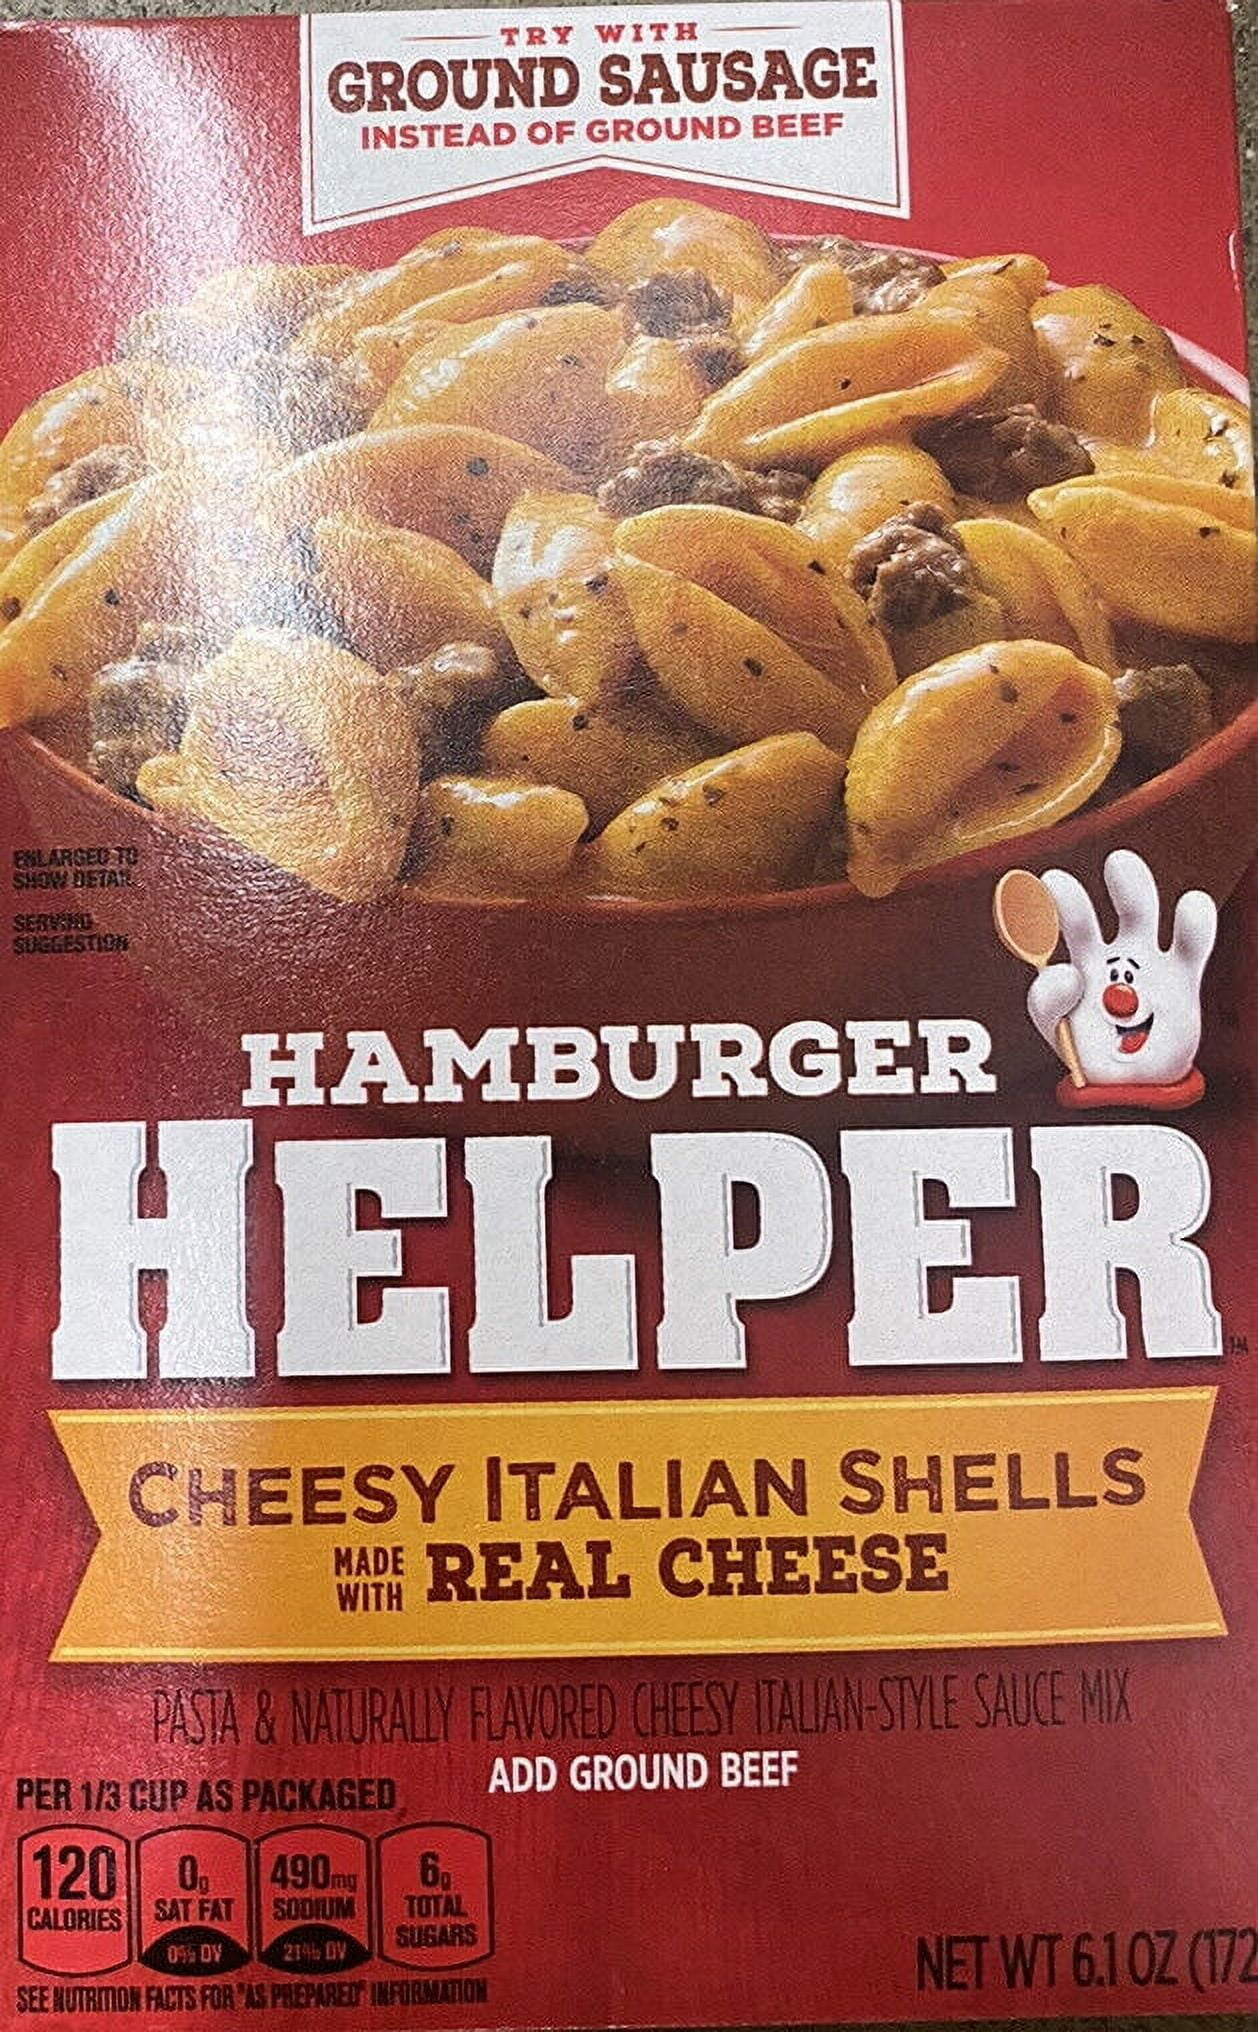 TRY WITH
GROUND SAUSAGE
INSTEAD OF GROUND BEEF
ENLARGED TO
SHOW DETAIL
SERVING
SUGGESTION
HAMBURGER
HELPER™
CHEESY ITALIAN SHELLS
MADE
WITH REAL CHEESE
PASTA & NATURALLY FLAVORED CHEESY ITALIAN-STYLE SAUCE MIX
ADD GROUND BEEF
PER 1/3 CUP AS PACKAGED
120
CALORIES
0g
SAT FAT
0% DV
490mg
SODIUM
21% DV
6g
TOTAL
SUGARS
SEE NUTRITION FACTS FOR "AS PREPARED" INFORMATION
NET WT 6.1 OZ (172